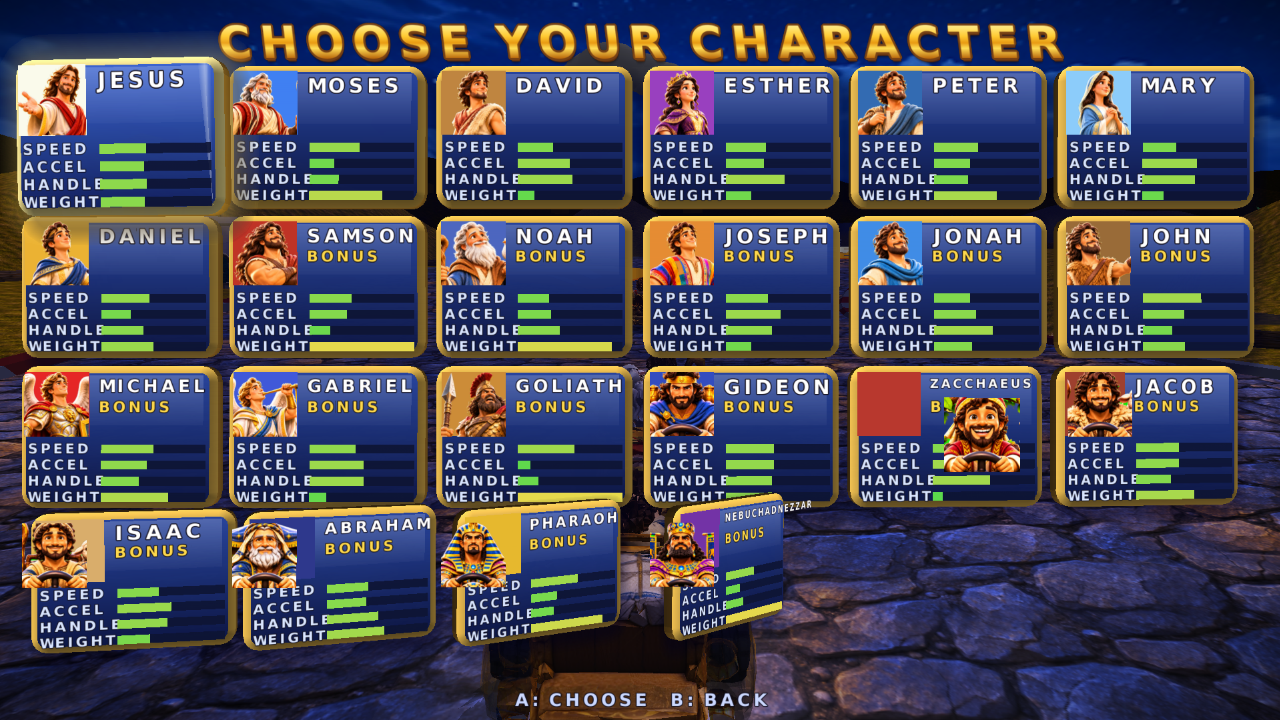 CHOOSE YOUR CHARACTER
JESUS
SPEED
ACCEL
HANDLE
WEIGHT
MOSES
SPEED
ACCEL
HANDLE
WEIGHT
DAVID
SPEED
ACCEL
HANDLE
WEIGHT
ESTHER
SPEED
ACCEL
HANDLE
WEIGHT
PETER
SPEED
ACCEL
HANDLE
WEIGHT
MARY
SPEED
ACCEL
HANDLE
WEIGHT
DANIEL
SPEED
ACCEL
HANDLE
WEIGHT
SAMSON
BONUS
SPEED
ACCEL
HANDLE
WEIGHT
NOAH
BONUS
SPEED
ACCEL
HANDLE
WEIGHT
JOSEPH
BONUS
SPEED
ACCEL
HANDLE
WEIGHT
JONAH
BONUS
SPEED
ACCEL
HANDLE
WEIGHT
JOHN
BONUS
SPEED
ACCEL
HANDLE
WEIGHT
MICHAEL
BONUS
SPEED
ACCEL
HANDLE
WEIGHT
GABRIEL
BONUS
SPEED
ACCEL
HANDLE
WEIGHT
GOLIATH
BONUS
SPEED
ACCEL
HANDLE
WEIGHT
GIDEON
BONUS
SPEED
ACCEL
HANDLE
WEIGHT
ZACCHAEUS
SPEED
ACCEL
HANDLE
WEIGHT
JACOB
BONUS
SPEED
ACCEL
HANDLE
WEIGHT
ISAAC
BONUS
SPEED
ACCEL
HANDLE
WEIGHT
ABRAHAM
BONUS
SPEED
ACCEL
HANDLE
WEIGHT
PHARAOH
BONUS
SPEED
ACCEL
HANDLE
WEIGHT
NEBUCHADNEZZAR
BONUS
ACCEL
HANDLE
WEIGHT
A: CHOOSE B: BACK